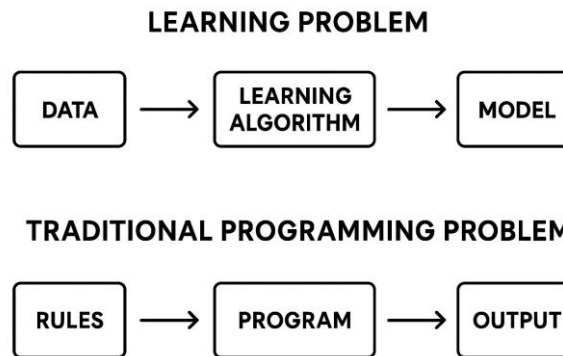 LEARNING PROBLEM
DATA
LEARNING
ALGORITHM
MODEL
TRADITIONAL PROGRAMMING PROBLEM
RULES
PROGRAM
OUTPUT